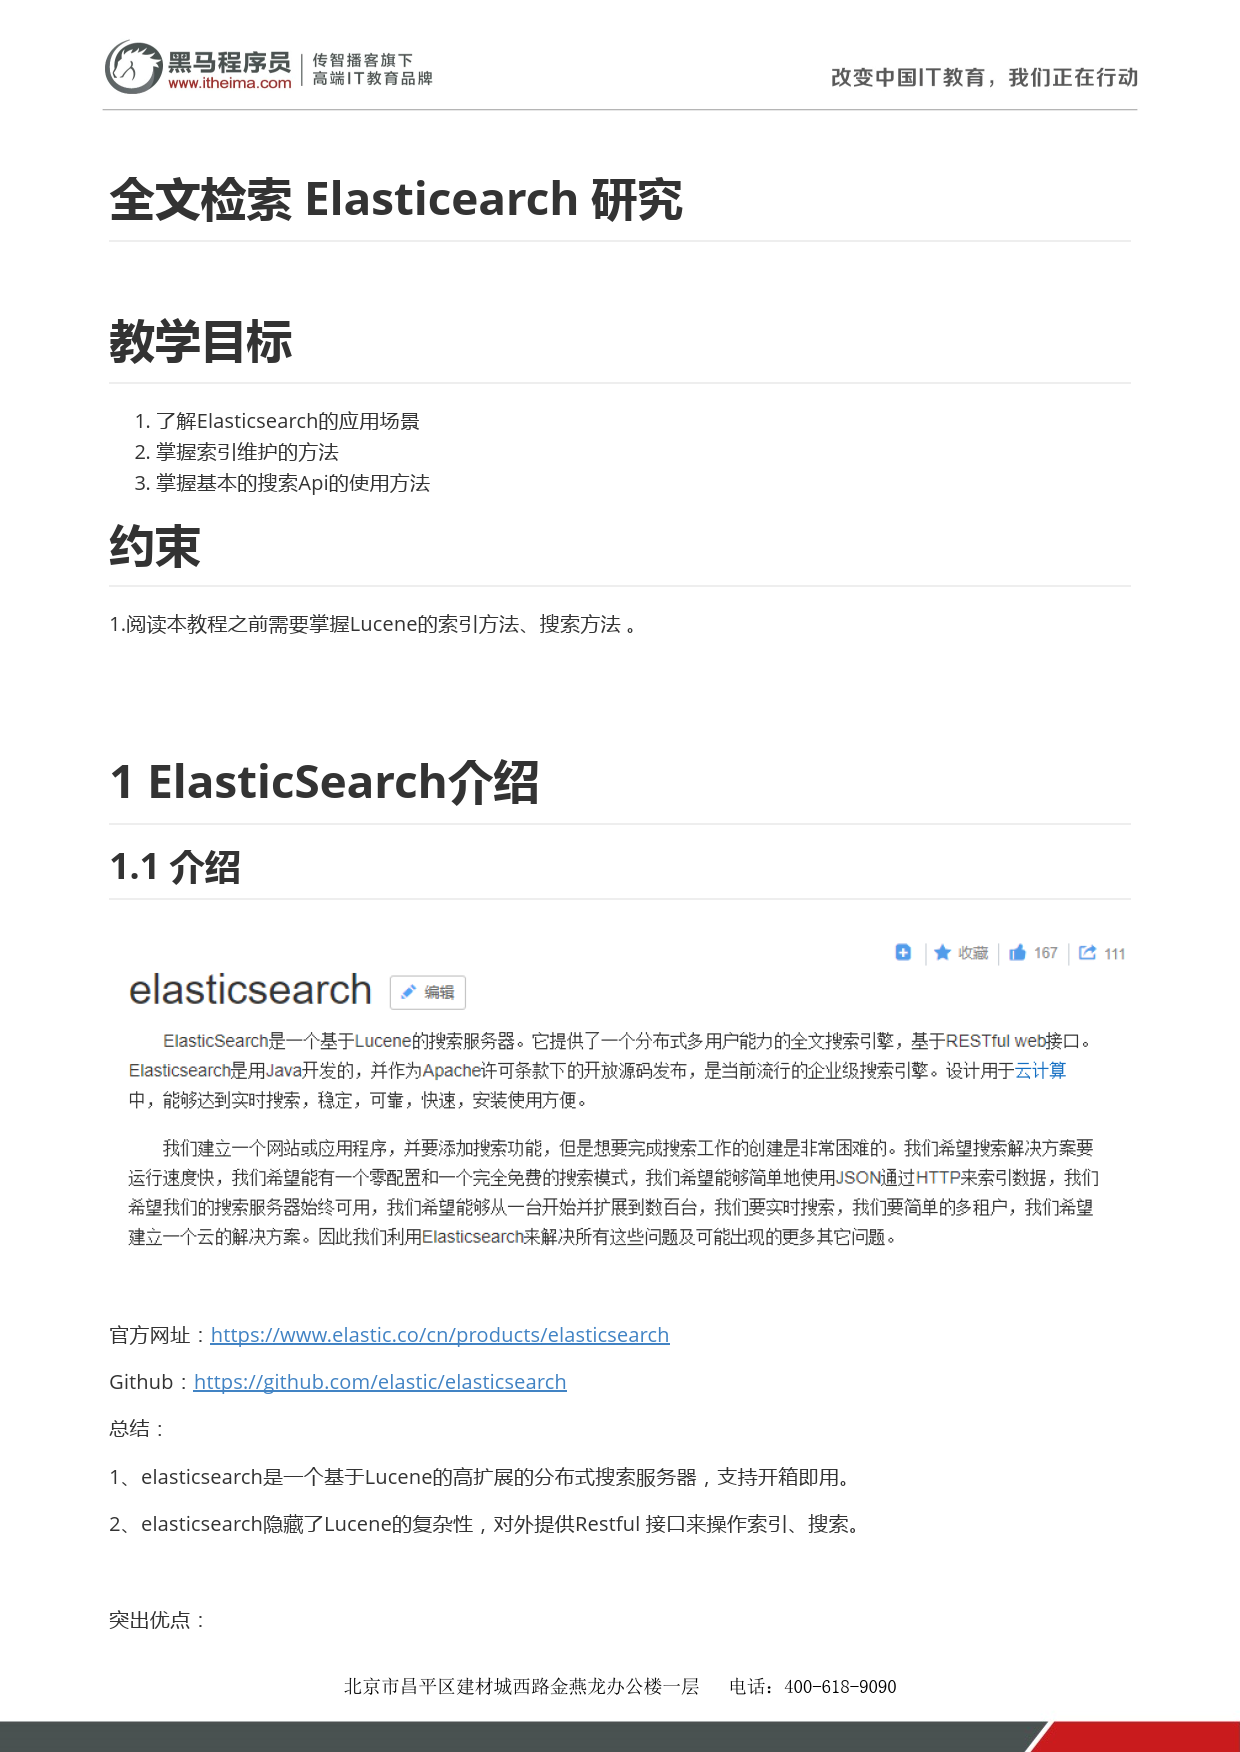 黑马程序员
www.itheima.com
传智播客旗下
高端IT教育品牌
改变中国IT教育，我们正在行动
全文检索 Elasticearch 研究
教学目标
1. 了解Elasticsearch的应用场景
2. 掌握索引维护的方法
3. 掌握基本的搜索Api的使用方法
约束
1.阅读本教程之前需要掌握Lucene的索引方法、搜索方法 。
1 ElasticSearch介绍
1.1 介绍
收藏 167 111
elasticsearch 编辑
ElasticSearch是一个基于Lucene的搜索服务器。它提供了一个分布式多用户能力的全文搜索引擎，基于RESTful web接口。
Elasticsearch是用Java开发的，并作为Apache许可条款下的开放源码发布，是当前流行的企业级搜索引擎。设计用于云计算
中，能够达到实时搜索，稳定，可靠，快速，安装使用方便。
我们建立一个网站或应用程序，并要添加搜索功能，但是想要完成搜索工作的创建是非常困难的。我们希望搜索解决方案要
运行速度快，我们希望能有一个零配置和一个完全免费的搜索模式，我们希望能够简单地使用JSON通过HTTP来索引数据，我们
希望我们的搜索服务器始终可用，我们希望能够从一台开始并扩展到数百台，我们要实时搜索，我们要简单的多租户，我们希望
建立一个云的解决方案。因此我们利用Elasticsearch来解决所有这些问题及可能出现的更多其它问题。
官方网址：https://www.elastic.co/cn/products/elasticsearch
Github：https://github.com/elastic/elasticsearch
总结：
1、elasticsearch是一个基于Lucene的高扩展的分布式搜索服务器，支持开箱即用。
2、elasticsearch隐藏了Lucene的复杂性，对外提供Restful 接口来操作索引、搜索。
突出优点：
北京市昌平区建材城西路金燕龙办公楼一层 电话：400-618-9090